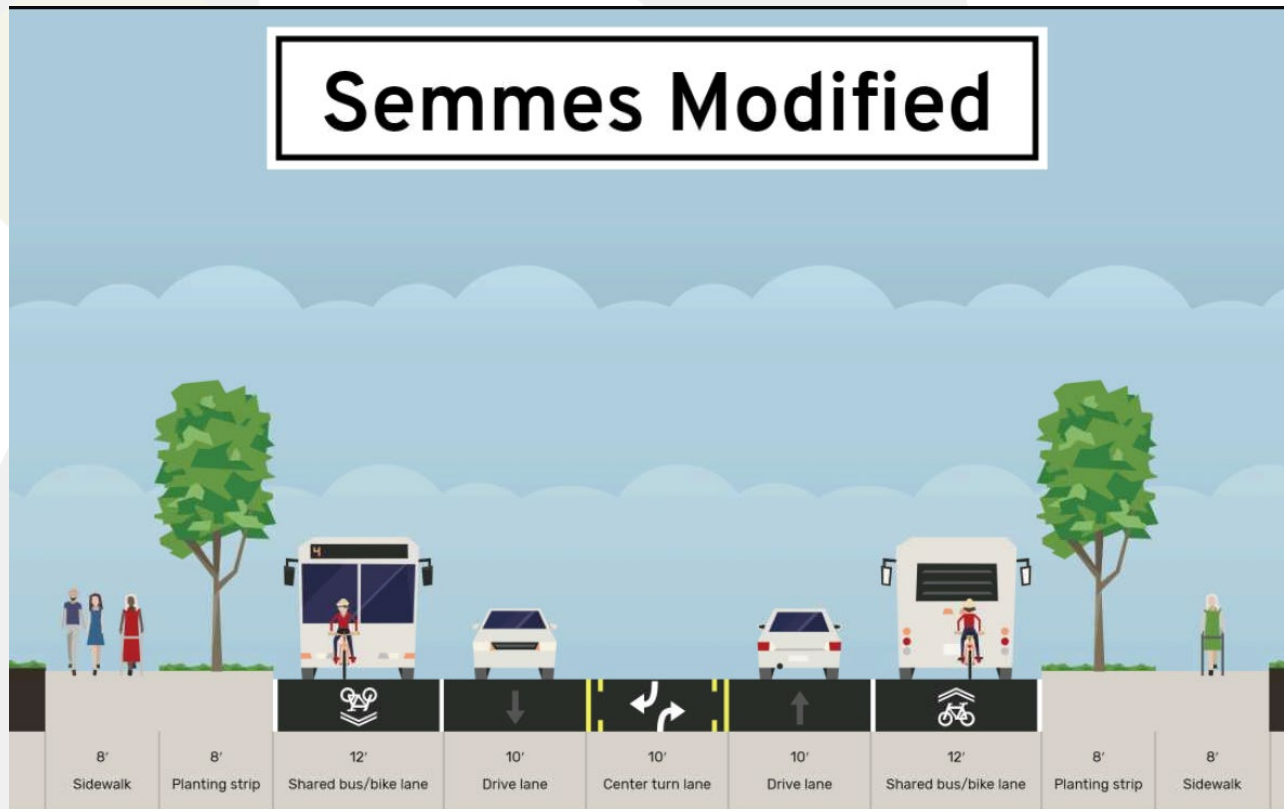 Semmes Modified
4
8' 8' 12' 10' 10' 10' 12' 8' 8'
Sidewalk Planting strip Shared bus/bike lane Drive lane Center turn lane Drive lane Shared bus/bike lane Planting strip Sidewalk